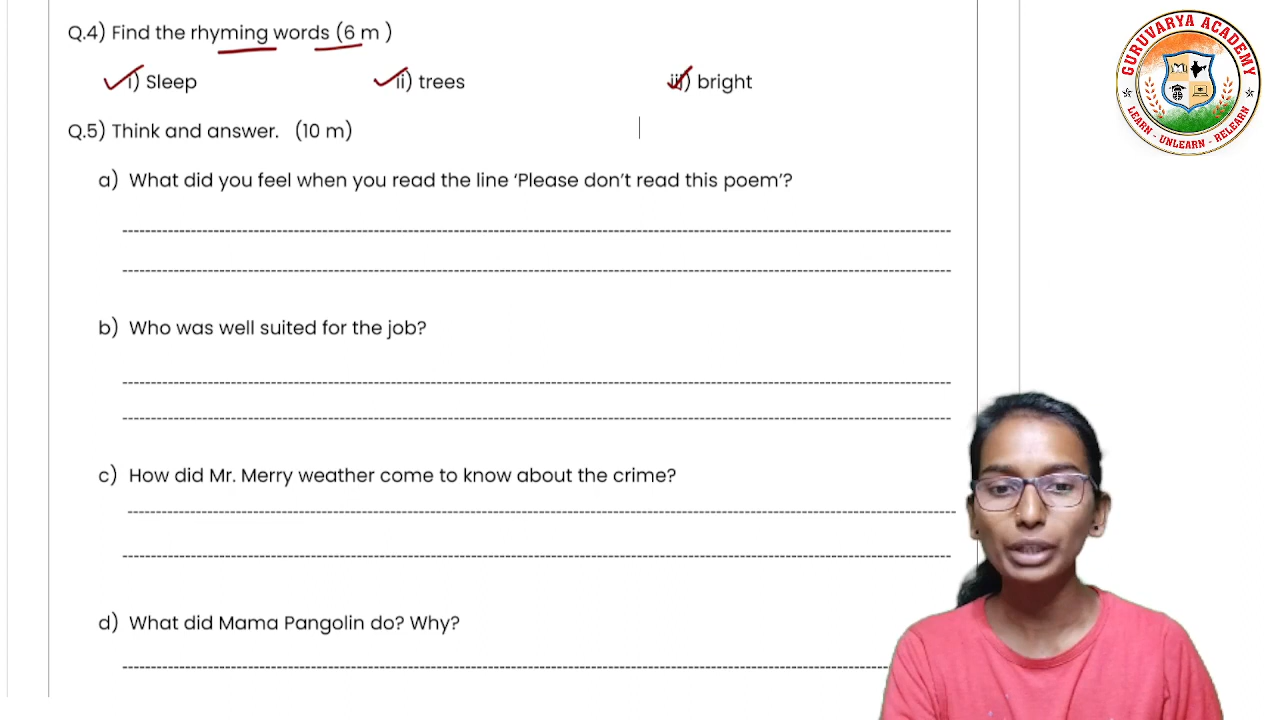 Q.4) Find the rhyming words (6 m )
i) Sleep ii) trees iii) bright
Q.5) Think and answer. (10 m)
a) What did you feel when you read the line ‘Please don’t read this poem’?
b) Who was well suited for the job?
c) How did Mr. Merry weather come to know about the crime?
d) What did Mama Pangolin do? Why?
GURUVARYA ACADEMY
LEARN - UNLEARN - RELEARN